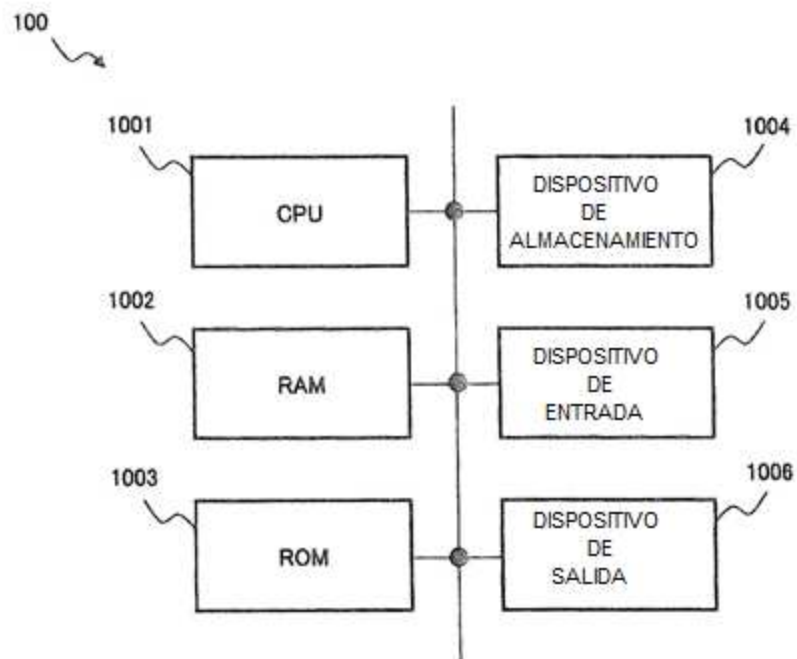 100
1001
CPU
1004
DISPOSITIVO
DE
ALMACENAMIENTO
1002
RAM
1005
DISPOSITIVO
DE
ENTRADA
1003
ROM
1006
DISPOSITIVO
DE
SALIDA